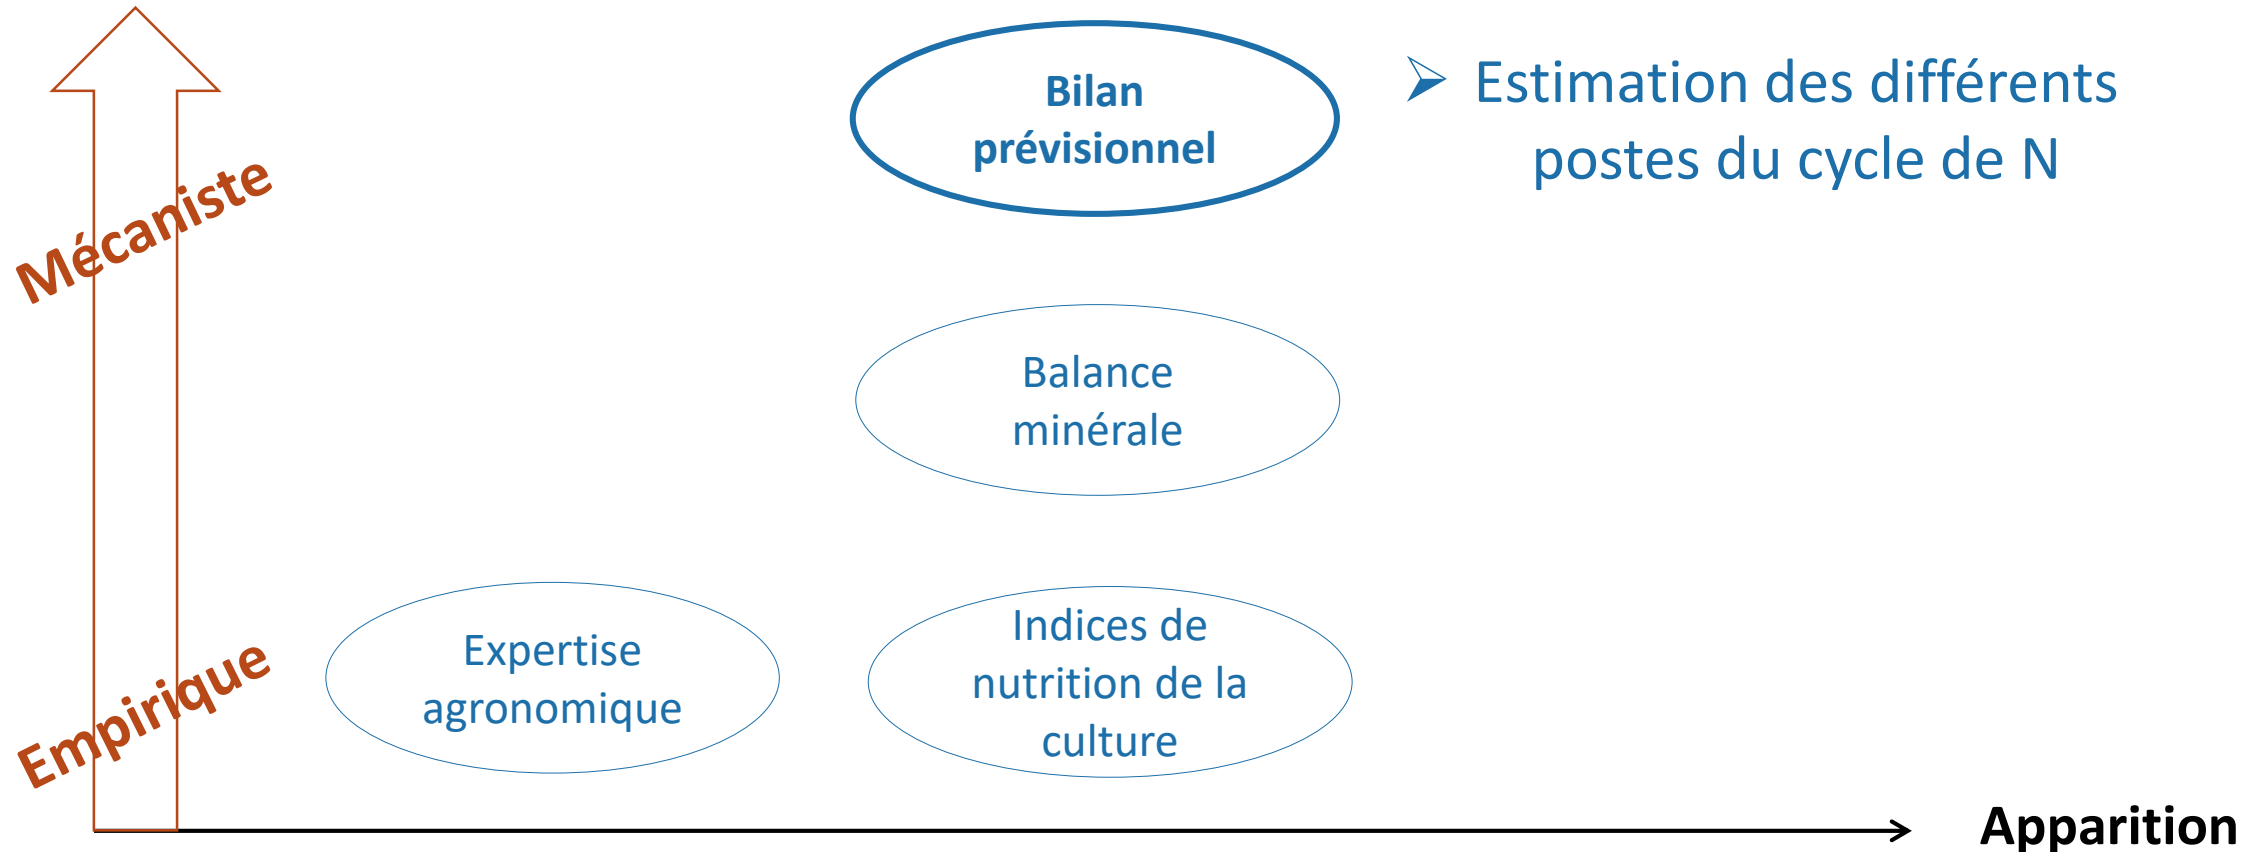 Bilan
prévisionnel
Estimation des différents
postes du cycle de N
Mécaniste
Balance
minérale
Expertise
agronomique
Indices de
nutrition de la
culture
Empirique
Apparition